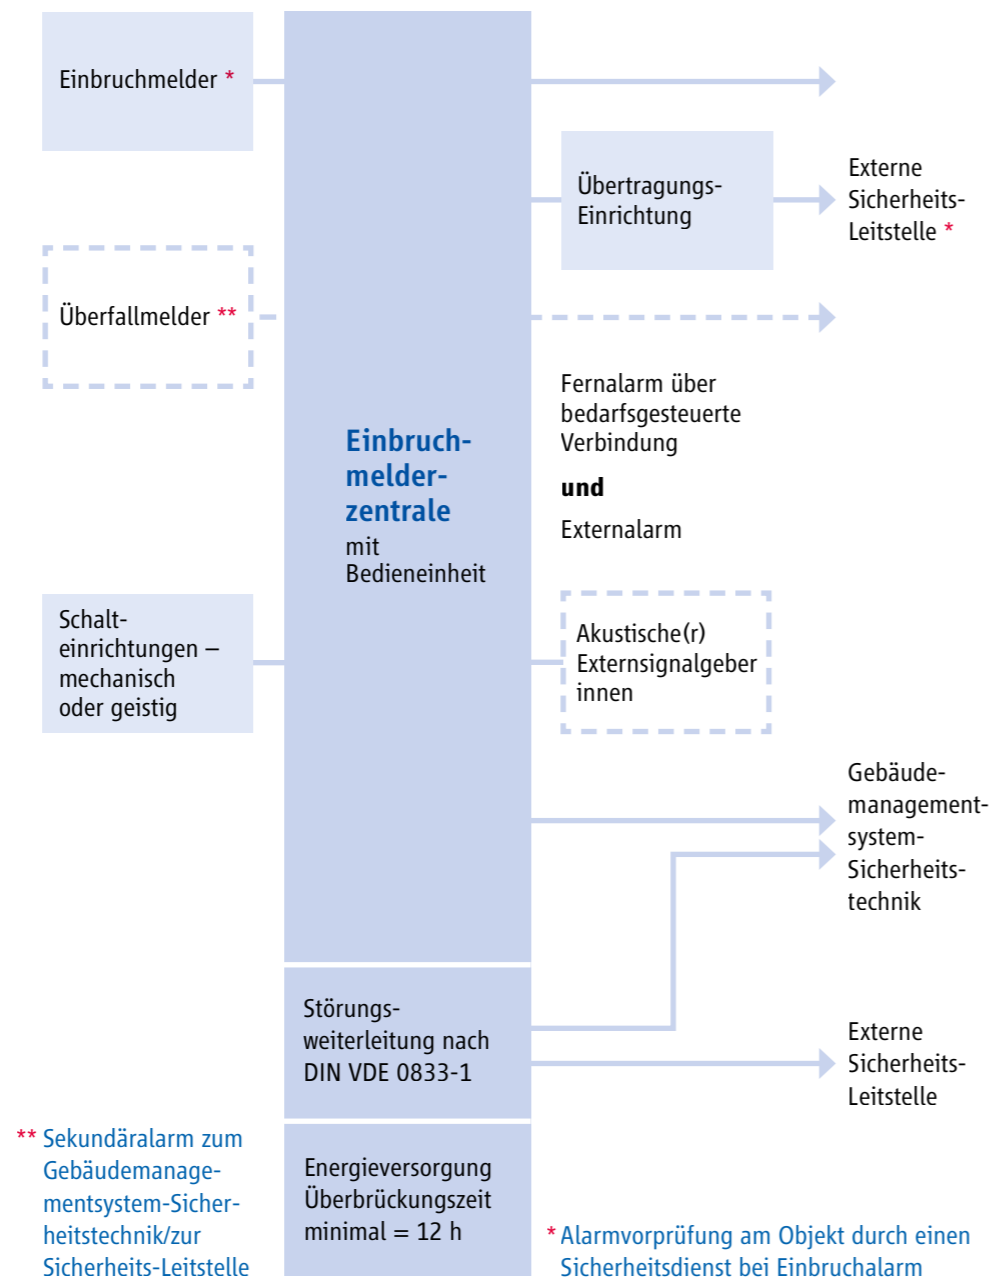 Einbruchmelder *
Übertragungs-
Einrichtung
Externe
Sicherheits-
Leitstelle *
Überfallmelder **
Fernalarm über
bedarfsgesteuerte
Verbindung
und
Externalarm
Einbruch-
melder-
zentrale
mit
Bedieneinheit
Schalt-
einrichtungen –
mechanisch
oder geistig
Akustische(r)
Externsignalgeber
innen
Gebäude-
management-
system-
Sicherheits-
technik
Störungs-
weiterleitung nach
DIN VDE 0833-1
Externe
Sicherheits-
Leitstelle
Energieversorgung
Überbrückungszeit
minimal = 12 h
** Sekundäralarm zum
Gebäudemanage-
mentsystem-Sicher-
heitstechnik/zur
Sicherheits-Leitstelle
* Alarmvorprüfung am Objekt durch einen
Sicherheitsdienst bei Einbruchalarm